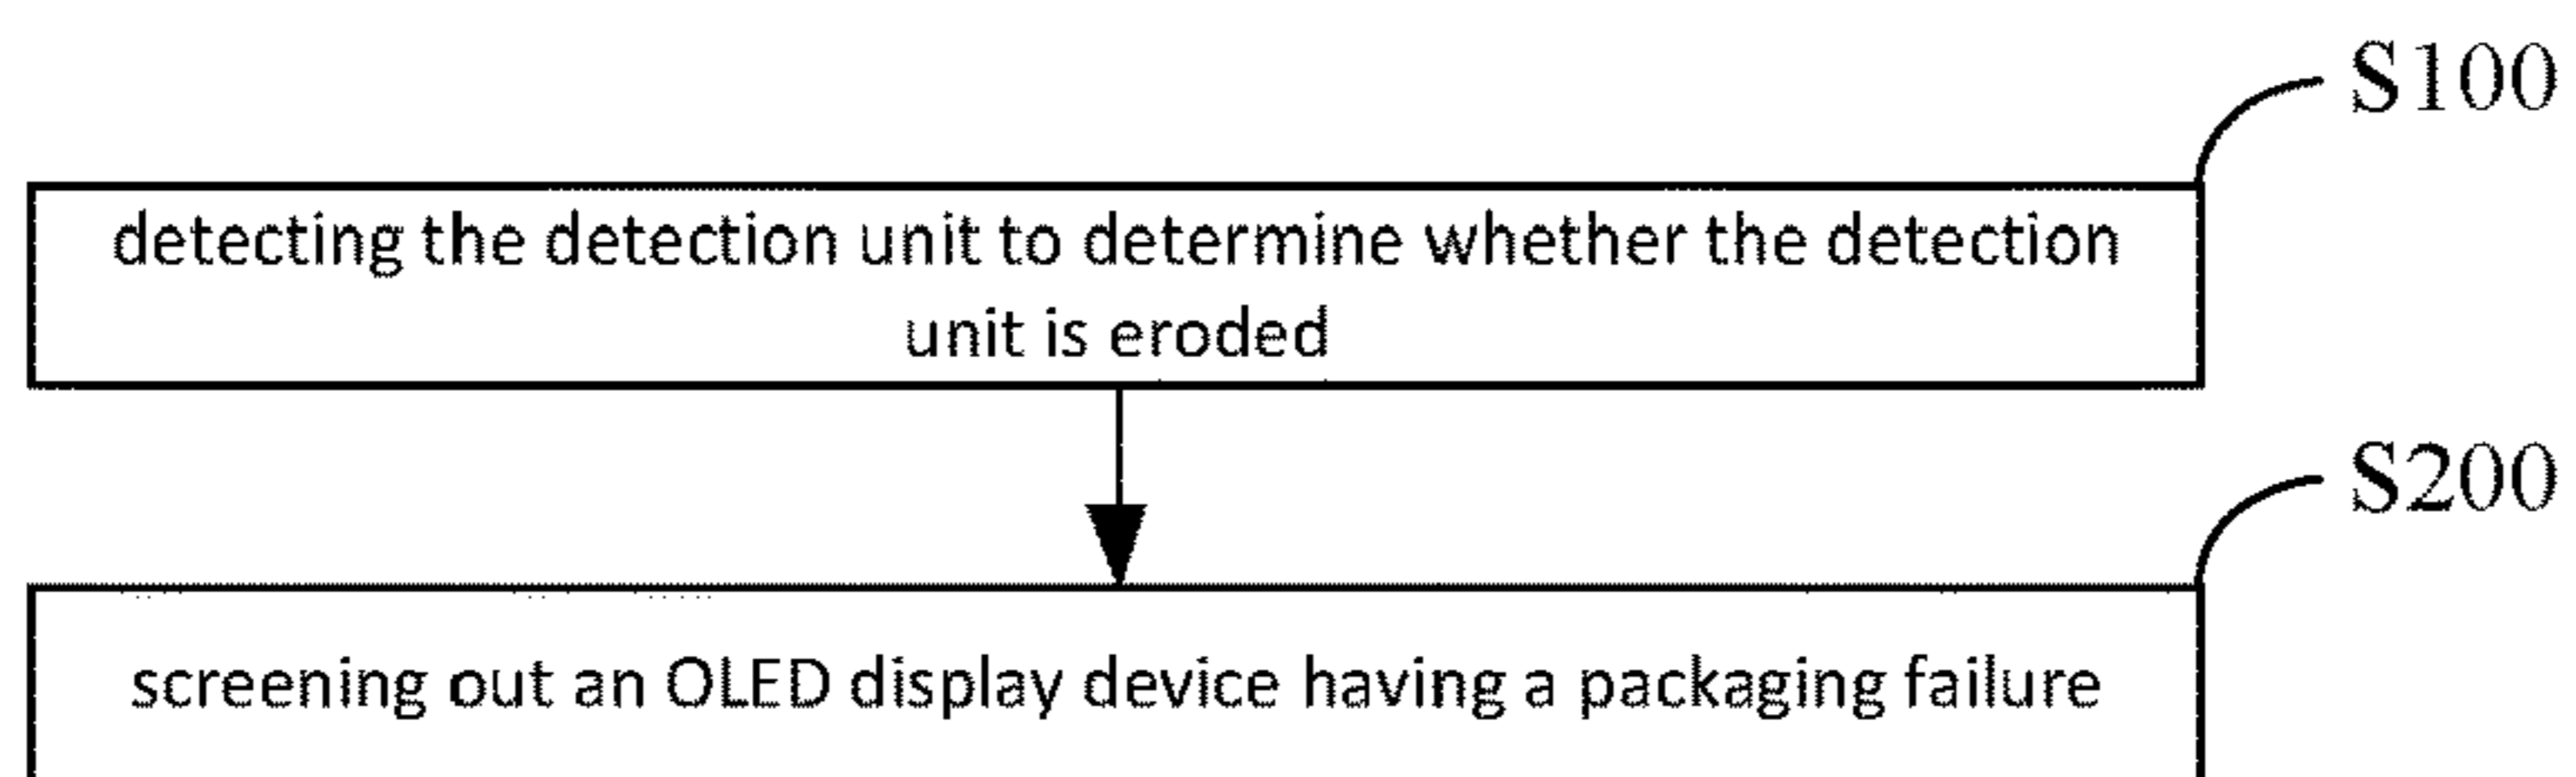 S100
detecting the detection unit to determine whether the detection
unit is eroded
S200
screening out an OLED display device having a packaging failure